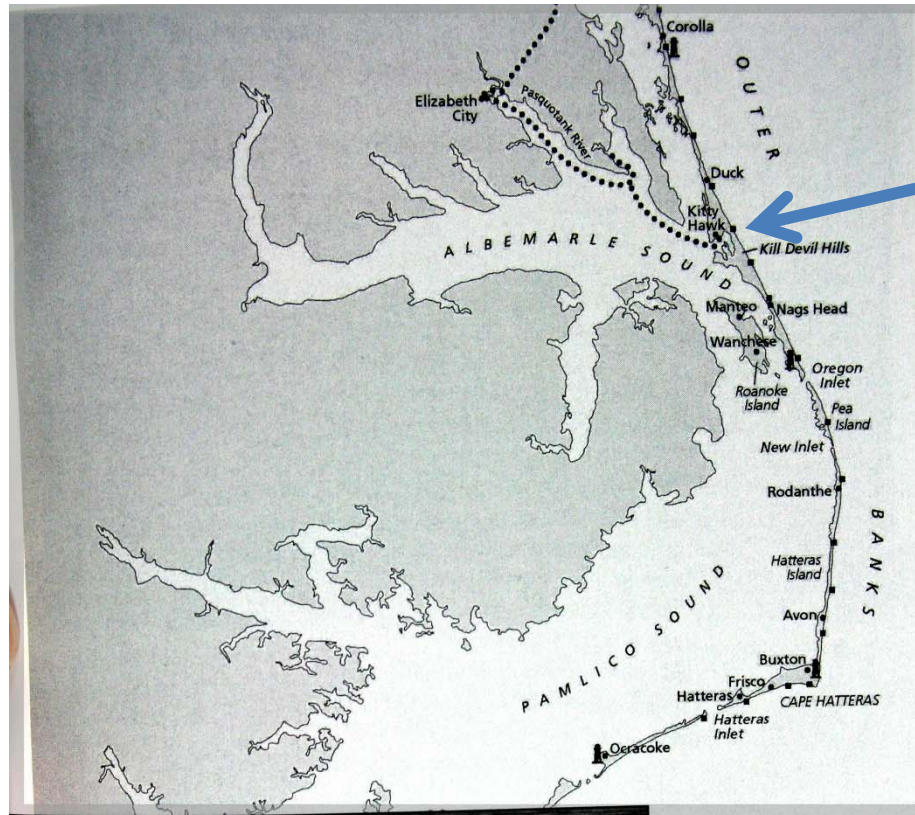 Corolla
OUTER
Elizabeth
City
Pasquotank River
Duck
Kitty
Hawk
ALBEMARLE SOUND
Kill Devil Hills
Manteo
Nags Head
Wanchese
Oregon
Inlet
Roanoke
Island
Pea
Island
New Inlet
Rodanthe
BANKS
Hatteras
Island
PAMLICO SOUND
Avon
Buxton
Frisco
Hatteras
CAPE HATTERAS
Hatteras
Inlet
Ocracoke